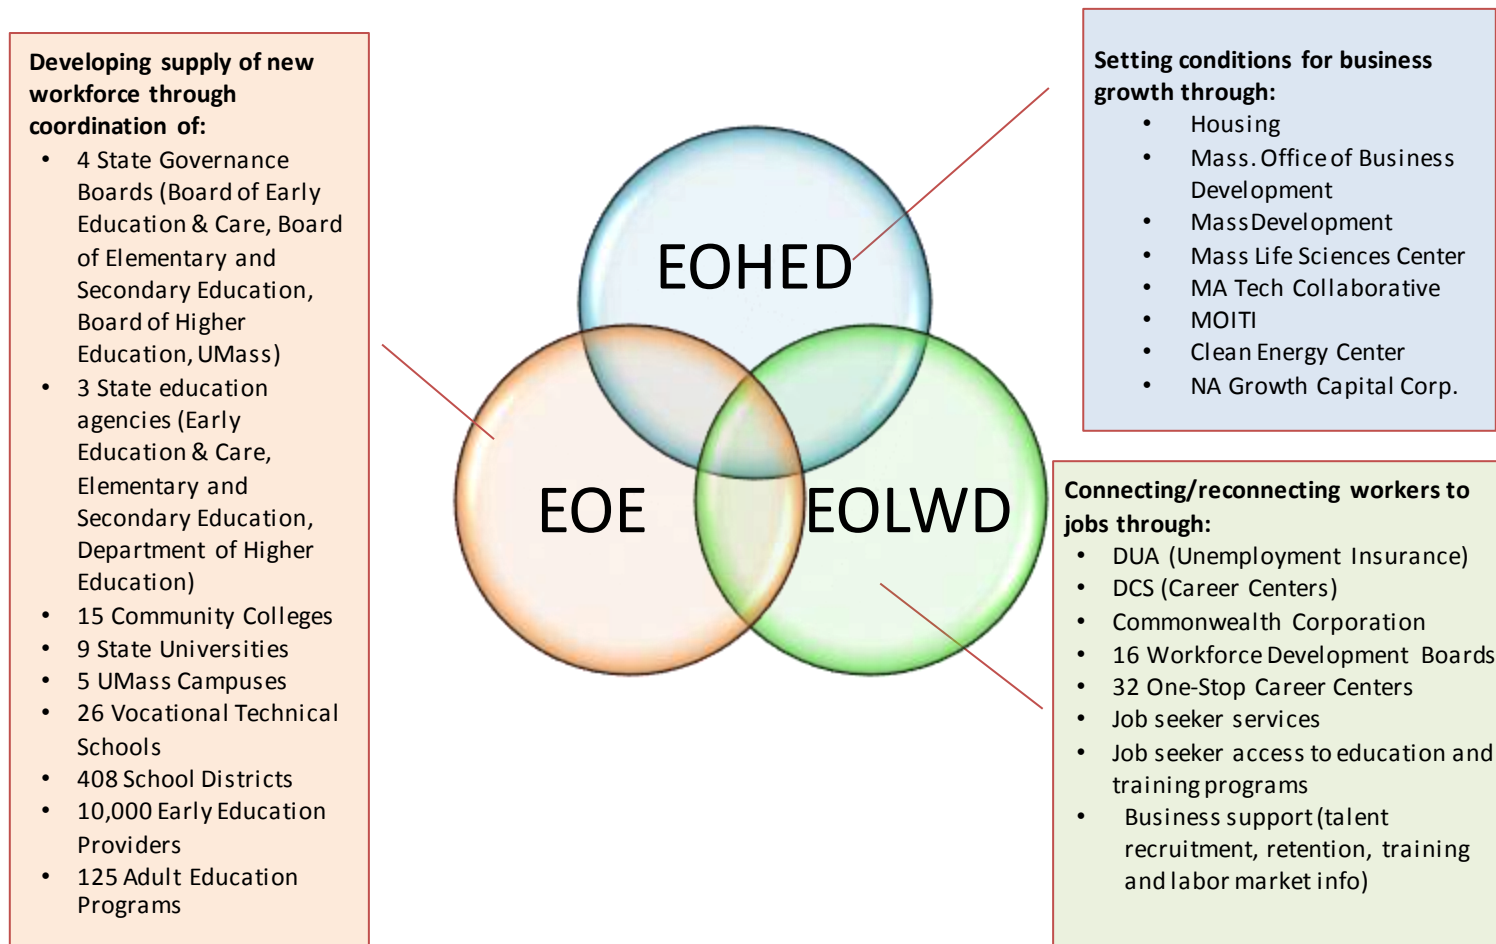 Developing supply of new
workforce through
coordination of:
• 4 State Governance
Boards (Board of Early
Education & Care, Board
of Elementary and
Secondary Education,
Board of Higher
Education, UMass)
• 3 State education
agencies (Early
Education & Care,
Elementary and
Secondary Education,
Department of Higher
Education)
• 15 Community Colleges
• 9 State Universities
• 5 UMass Campuses
• 26 Vocational Technical
Schools
• 408 School Districts
• 10,000 Early Education
Providers
• 125 Adult Education
Programs
EOHED
EOE
EOLWD
Setting conditions for business
growth through:
• Housing
• Mass. Office of Business
Development
• MassDevelopment
• Mass Life Sciences Center
• MA Tech Collaborative
• MOITI
• Clean Energy Center
• NA Growth Capital Corp.
Connecting/reconnecting workers to
jobs through:
• DUA (Unemployment Insurance)
• DCS (Career Centers)
• Commonwealth Corporation
• 16 Workforce Development Boards
• 32 One-Stop Career Centers
• Job seeker services
• Job seeker access to education and
training programs
• Business support (talent
recruitment, retention, training
and labor market info)